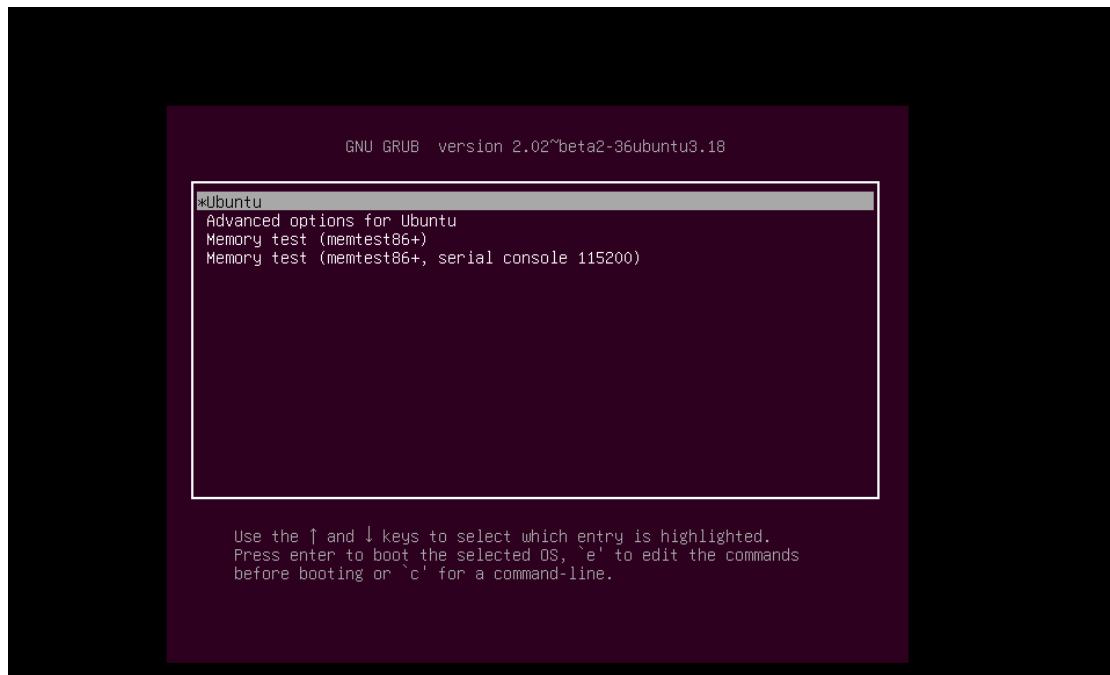 GNU GRUB  version 2.02~beta2-36ubuntu3.18
*Ubuntu
Advanced options for Ubuntu
Memory test (memtest86+)
Memory test (memtest86+, serial console 115200)
Use the ↑ and ↓ keys to select which entry is highlighted.
Press enter to boot the selected OS, `e' to edit the commands
before booting or `c' for a command-line.